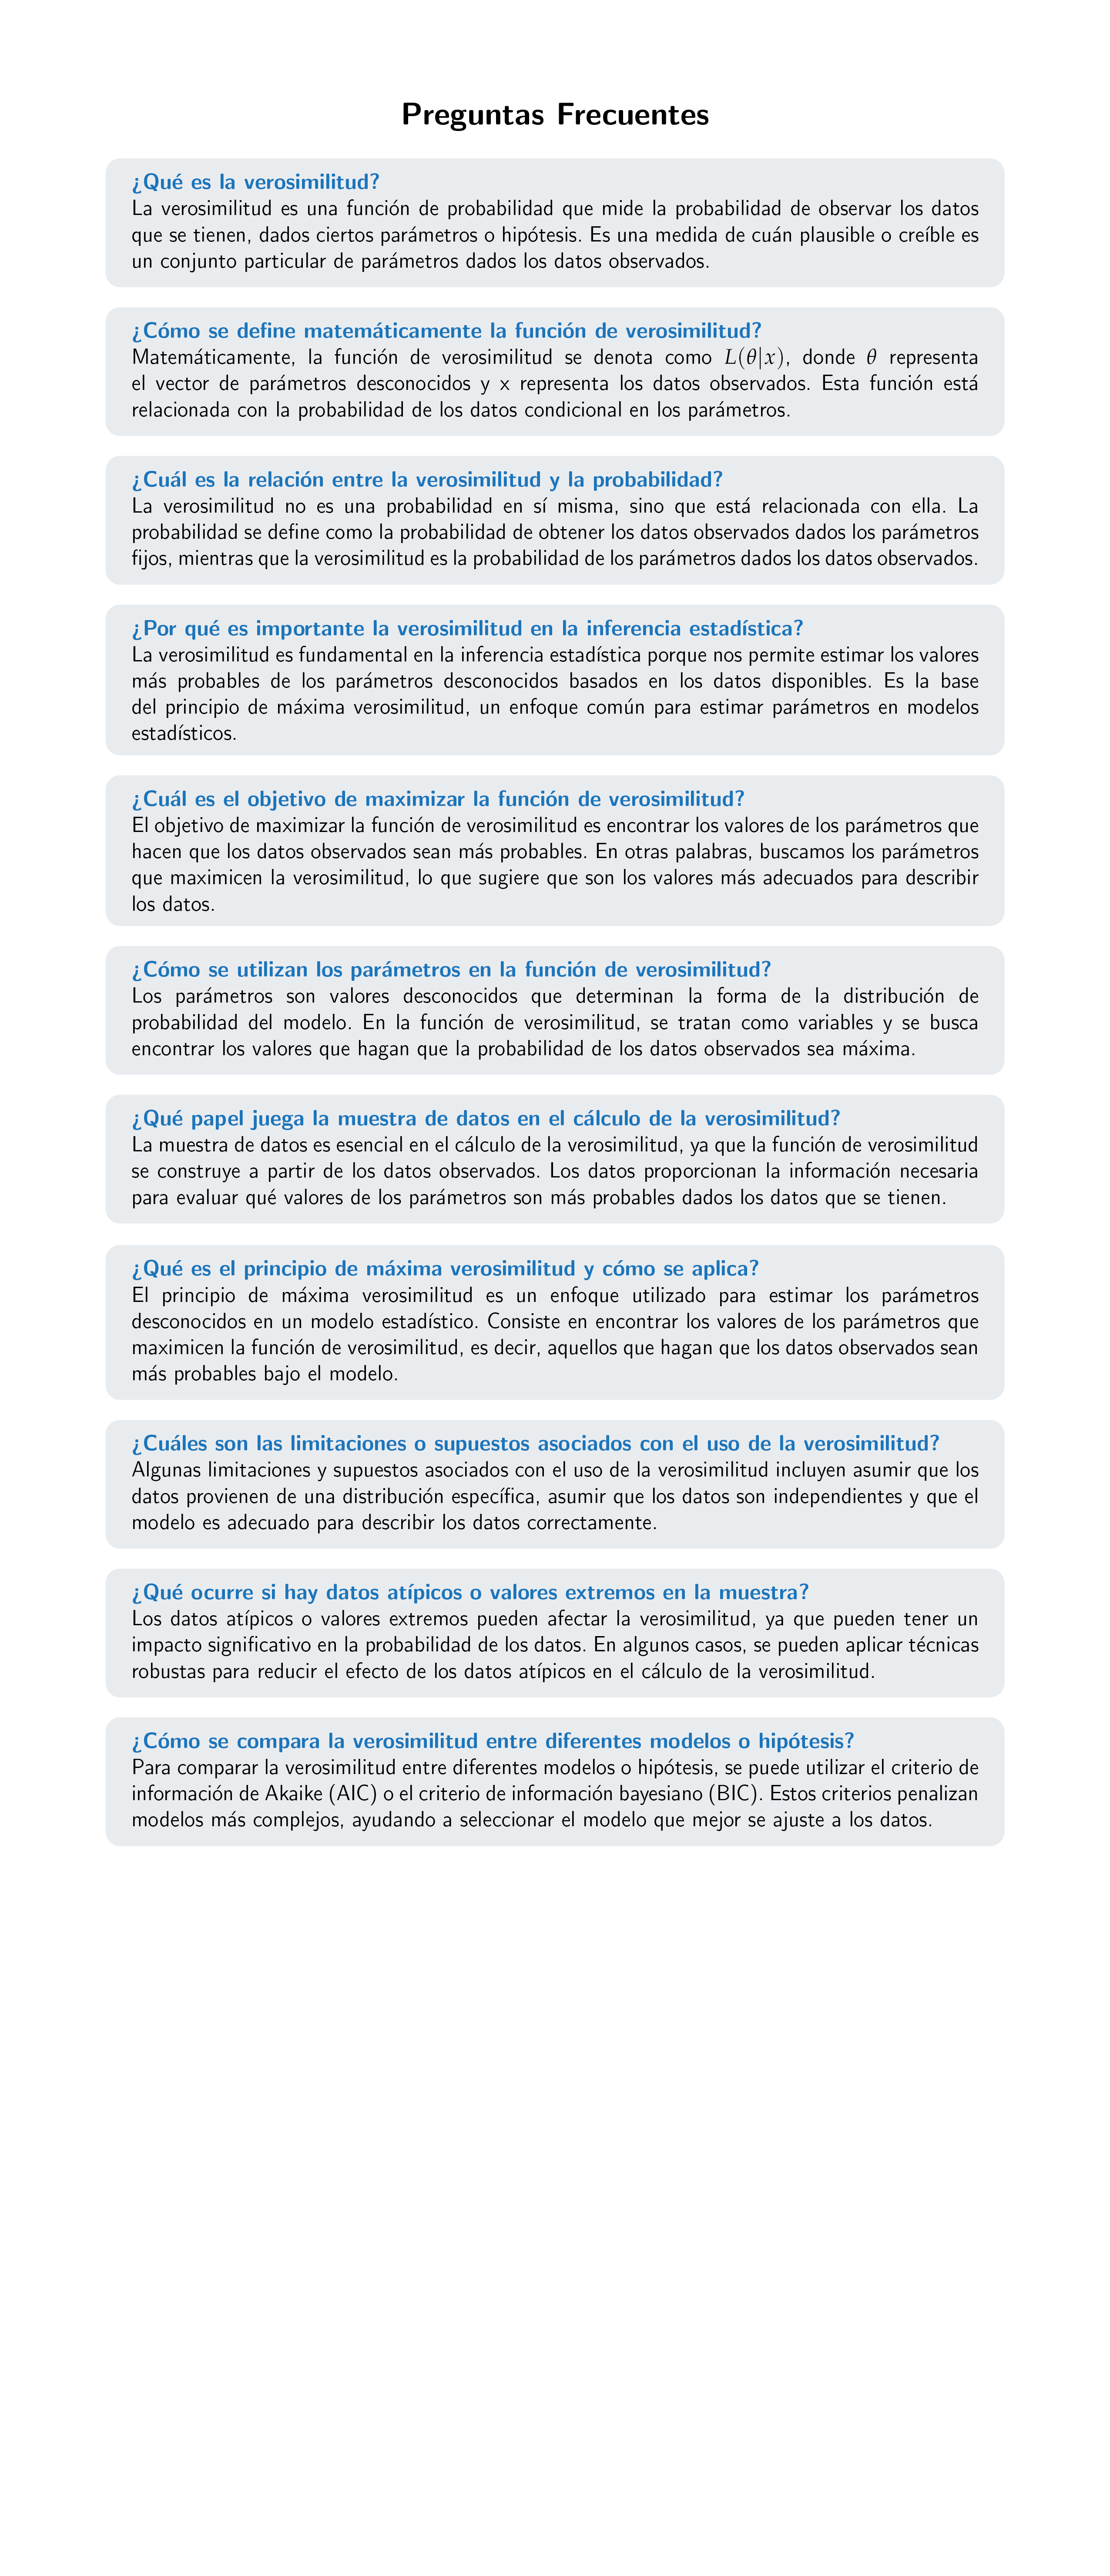 Preguntas Frecuentes
¿Qué es la verosimilitud?
La verosimilitud es una función de probabilidad que mide la probabilidad de observar los datos
que se tienen, dados ciertos parámetros o hipótesis. Es una medida de cuán plausible o creíble es
un conjunto particular de parámetros dados los datos observados.
¿Cómo se define matemáticamente la función de verosimilitud?
Matemáticamente, la función de verosimilitud se denota como L(θ|x), donde θ representa
el vector de parámetros desconocidos y x representa los datos observados. Esta función está
relacionada con la probabilidad de los datos condicional en los parámetros.
¿Cuál es la relación entre la verosimilitud y la probabilidad?
La verosimilitud no es una probabilidad en sí misma, sino que está relacionada con ella. La
probabilidad se define como la probabilidad de obtener los datos observados dados los parámetros
fijos, mientras que la verosimilitud es la probabilidad de los parámetros dados los datos observados.
¿Por qué es importante la verosimilitud en la inferencia estadística?
La verosimilitud es fundamental en la inferencia estadística porque nos permite estimar los valores
más probables de los parámetros desconocidos basados en los datos disponibles. Es la base
del principio de máxima verosimilitud, un enfoque común para estimar parámetros en modelos
estadísticos.
¿Cuál es el objetivo de maximizar la función de verosimilitud?
El objetivo de maximizar la función de verosimilitud es encontrar los valores de los parámetros que
hacen que los datos observados sean más probables. En otras palabras, buscamos los parámetros
que maximicen la verosimilitud, lo que sugiere que son los valores más adecuados para describir
los datos.
¿Cómo se utilizan los parámetros en la función de verosimilitud?
Los parámetros son valores desconocidos que determinan la forma de la distribución de
probabilidad del modelo. En la función de verosimilitud, se tratan como variables y se busca
encontrar los valores que hagan que la probabilidad de los datos observados sea máxima.
¿Qué papel juega la muestra de datos en el cálculo de la verosimilitud?
La muestra de datos es esencial en el cálculo de la verosimilitud, ya que la función de verosimilitud
se construye a partir de los datos observados. Los datos proporcionan la información necesaria
para evaluar qué valores de los parámetros son más probables dados los datos que se tienen.
¿Qué es el principio de máxima verosimilitud y cómo se aplica?
El principio de máxima verosimilitud es un enfoque utilizado para estimar los parámetros
desconocidos en un modelo estadístico. Consiste en encontrar los valores de los parámetros que
maximicen la función de verosimilitud, es decir, aquellos que hagan que los datos observados sean
más probables bajo el modelo.
¿Cuáles son las limitaciones o supuestos asociados con el uso de la verosimilitud?
Algunas limitaciones y supuestos asociados con el uso de la verosimilitud incluyen asumir que los
datos provienen de una distribución específica, asumir que los datos son independientes y que el
modelo es adecuado para describir los datos correctamente.
¿Qué ocurre si hay datos atípicos o valores extremos en la muestra?
Los datos atípicos o valores extremos pueden afectar la verosimilitud, ya que pueden tener un
impacto significativo en la probabilidad de los datos. En algunos casos, se pueden aplicar técnicas
robustas para reducir el efecto de los datos atípicos en el cálculo de la verosimilitud.
¿Cómo se compara la verosimilitud entre diferentes modelos o hipótesis?
Para comparar la verosimilitud entre diferentes modelos o hipótesis, se puede utilizar el criterio de
información de Akaike (AIC) o el criterio de información bayesiano (BIC). Estos criterios penalizan
modelos más complejos, ayudando a seleccionar el modelo que mejor se ajuste a los datos.